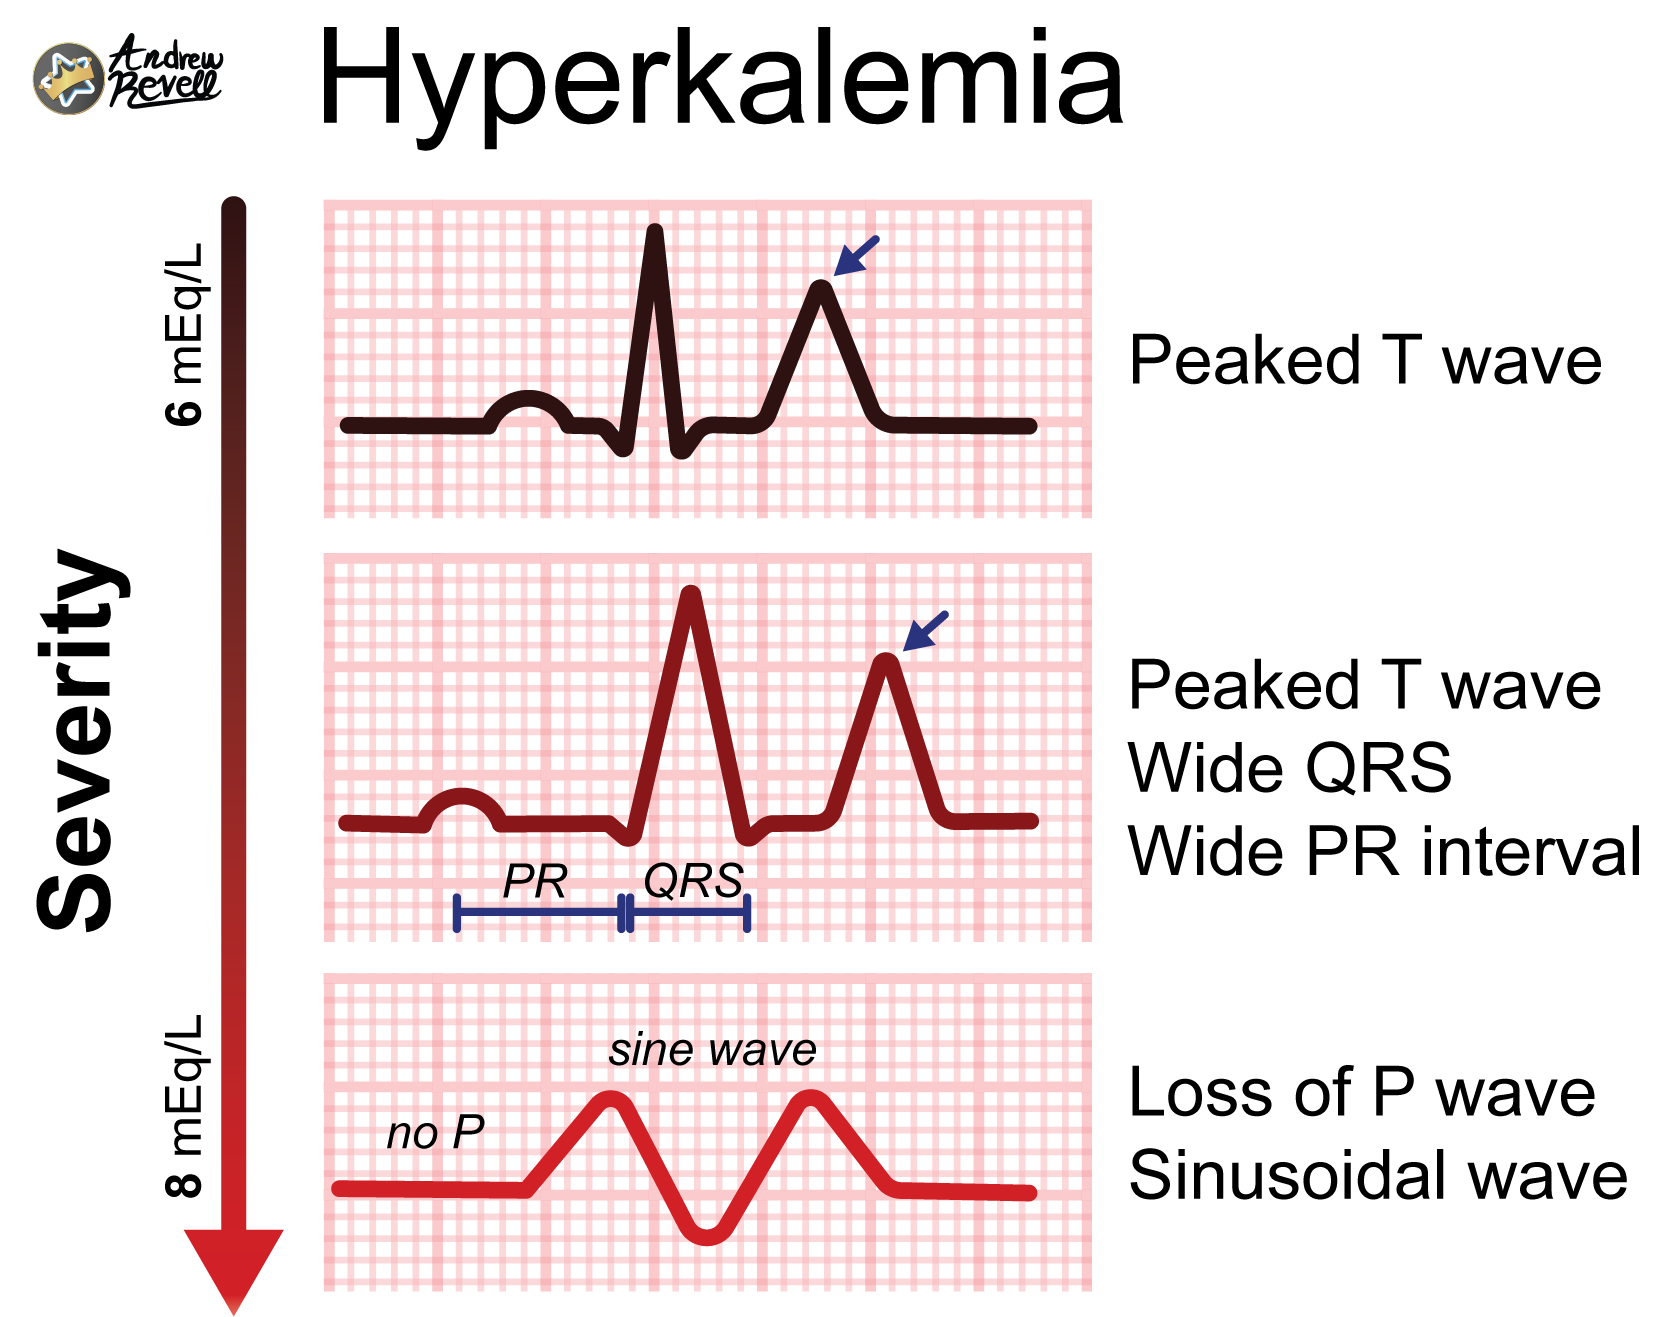 Andrew
Revell
Hyperkalemia
Severity
6 mEq/L
8 mEq/L
Peaked T wave
Peaked T wave
Wide QRS
Wide PR interval
PR
QRS
sine wave
no P
Loss of P wave
Sinusoidal wave